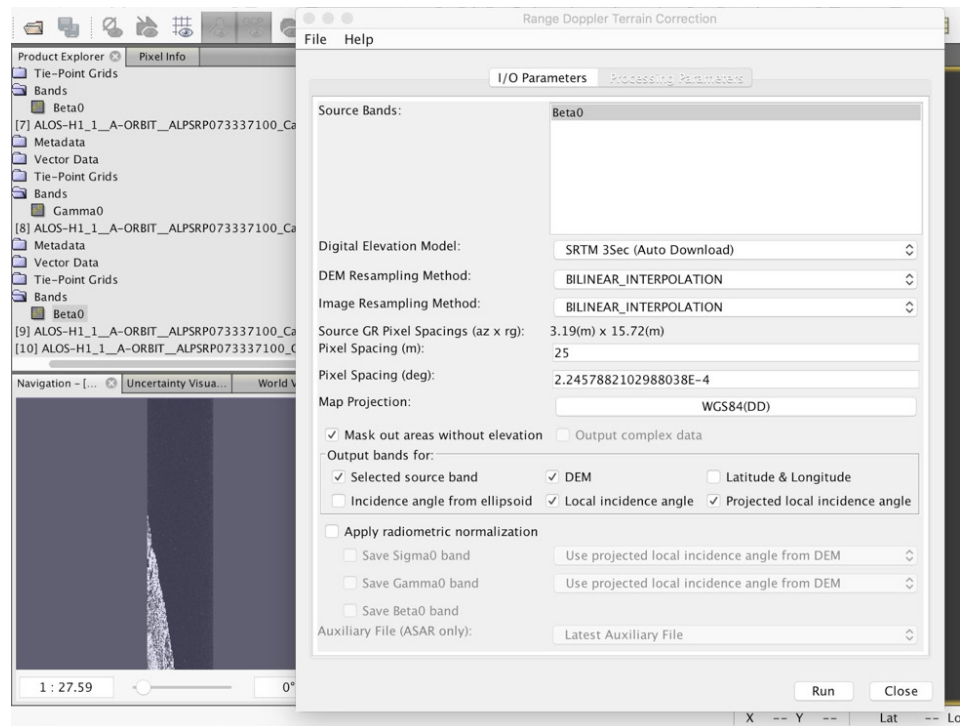 Range Doppler Terrain Correction
File Help
Product Explorer Pixel Info
Tie-Point Grids
Bands
Beta0
[7] ALOS-H1_1__A-ORBIT__ALPSRP073337100_Ca
Metadata
Vector Data
Tie-Point Grids
Bands
Gamma0
[8] ALOS-H1_1__A-ORBIT__ALPSRP073337100_Ca
Metadata
Vector Data
Tie-Point Grids
Bands
Beta0
[9] ALOS-H1_1__A-ORBIT__ALPSRP073337100_Ca
[10] ALOS-H1_1__A-ORBIT__ALPSRP073337100_C
Navigation – [... Uncertainty Visua... World V
1 : 27.59 0°
I/O Parameters Processing Parameters
Source Bands: Beta0
Digital Elevation Model: SRTM 3Sec (Auto Download)
DEM Resampling Method: BILINEAR_INTERPOLATION
Image Resampling Method: BILINEAR_INTERPOLATION
Source GR Pixel Spacings (az x rg): 3.19(m) x 15.72(m)
Pixel Spacing (m): 25
Pixel Spacing (deg): 2.2457882102988038E-4
Map Projection: WGS84(DD)
Mask out areas without elevation Output complex data
Output bands for:
Selected source band DEM Latitude & Longitude
Incidence angle from ellipsoid Local incidence angle Projected local incidence angle
Apply radiometric normalization
Save Sigma0 band Use projected local incidence angle from DEM
Save Gamma0 band Use projected local incidence angle from DEM
Save Beta0 band
Auxiliary File (ASAR only): Latest Auxiliary File
Run Close
X -- Y -- Lat -- Lo